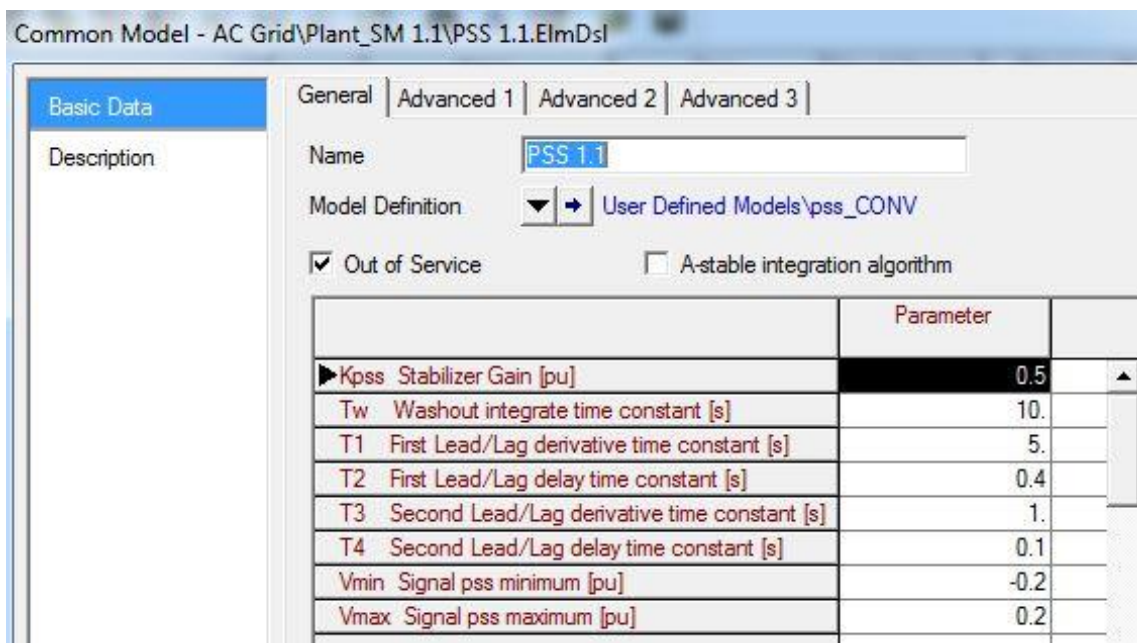 Common Model - AC Grid\Plant_SM 1.1\PSS 1.1.ElmDsl
Basic Data
Description
General Advanced 1 Advanced 2 Advanced 3
Name PSS 1.1
Model Definition User Defined Models\pss_CONV
Out of Service A-stable integration algorithm
Parameter
Kpss Stabilizer Gain [pu] 0.5
Tw Washout integrate time constant [s] 10.
T1 First Lead/Lag derivative time constant [s] 5.
T2 First Lead/Lag delay time constant [s] 0.4
T3 Second Lead/Lag derivative time constant [s] 1.
T4 Second Lead/Lag delay time constant [s] 0.1
Vmin Signal pss minimum [pu] -0.2
Vmax Signal pss maximum [pu] 0.2